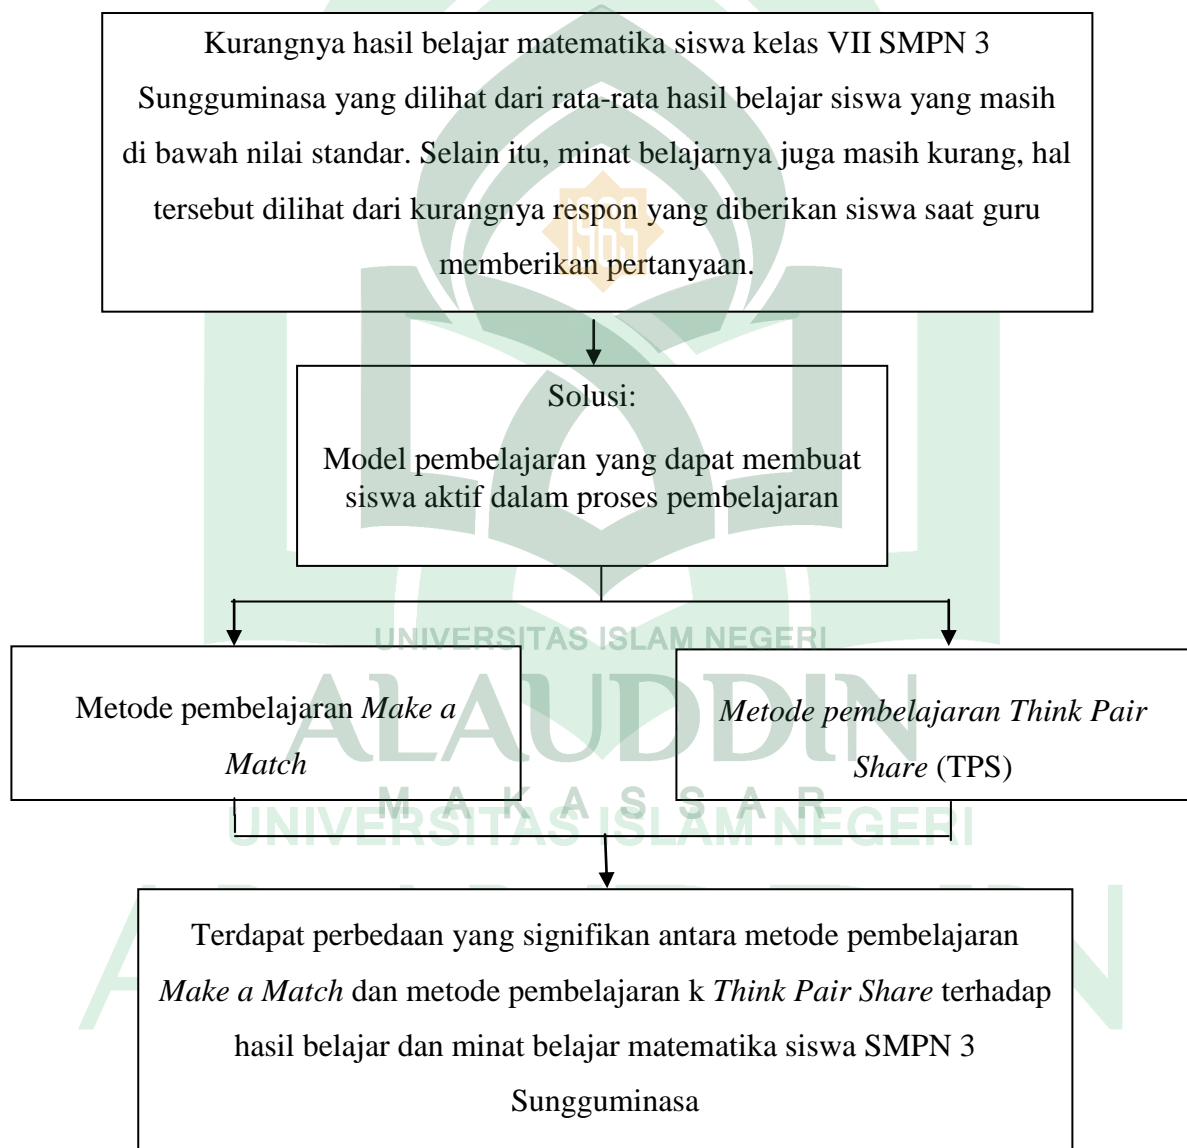 Kurangnya hasil belajar matematika siswa kelas VII SMPN 3
Sungguminasa yang dilihat dari rata-rata hasil belajar siswa yang masih
di bawah nilai standar. Selain itu, minat belajarnya juga masih kurang, hal
tersebut dilihat dari kurangnya respon yang diberikan siswa saat guru
1965
memberikan pertanyaan.
Solusi:
Model pembelajaran yang dapat membuat
siswa aktif dalam proses pembelajaran
UNIVERSITAS ISLAM NEGERI
ALAUDDIN
MAKASSAR
Metode pembelajaran Make a
Match
Metode pembelajaran Think Pair
Share (TPS)
UNIVERSITAS ISLAM NEGERI
Terdapat perbedaan yang signifikan antara metode pembelajaran
Make a Match dan metode pembelajaran k Think Pair Share terhadap
hasil belajar dan minat belajar matematika siswa SMPN 3
Sungguminasa